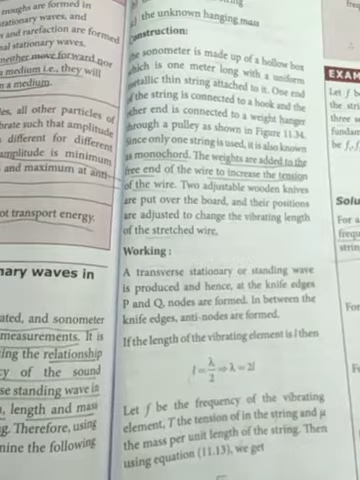 roughs are formed in
stationary waves, and
and rarefaction are formed
nal stationary waves.
neither move forward nor
a medium i.e., they will
n a medium.
les, all other particles of
brate such that amplitude
different for different
amplitude is minimum
and maximum at anti-
ot transport energy.
nary waves in
ated, and sonometer
measurements. It is
ing the relationship
cy of the sound
se standing wave in
, length and mass
g. Therefore, using
nine the following
the unknown hanging mass
Construction:
the sonometer is made up of a hollow box
which is one meter long with a uniform
metallic thin string attached to it. One end
of the string is connected to a hook and the
other end is connected to a weight hanger
through a pulley as shown in Figure 11.34.
Since only one string is used, it is also known
as monochord. The weights are added to the
free end of the wire to increase the tension
of the wire. Two adjustable wooden knives
are put over the board, and their positions
are adjusted to change the vibrating length
of the stretched wire.
Working :
A transverse stationary or standing wave
is produced and hence, at the knife edges
P and Q, nodes are formed. In between the
knife edges, anti-nodes are formed.
If the length of the vibrating element is l then
l = λ/2 ⇒ λ = 2l
Let f be the frequency of the vibrating
element, T the tension of in the string and μ
the mass per unit length of the string. Then
using equation (11.13), we get
EXAM
Let f b
the str
three s
fundar
be f₁, f
Solu
For a
frequ
strin
For